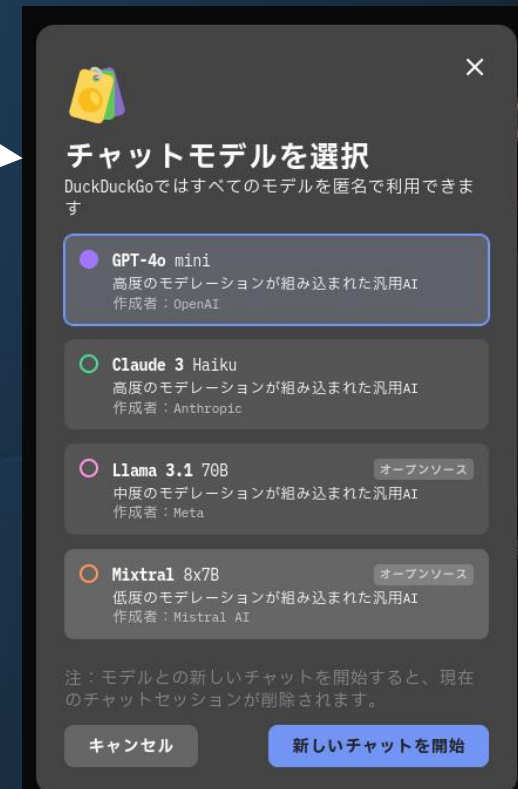 チャットモデルを選択
DuckDuckGoではすべてのモデルを匿名で利用できま
す
GPT-4o mini
高度のモデレーションが組み込まれた汎用AI
作成者：OpenAI
Claude 3 Haiku
高度のモデレーションが組み込まれた汎用AI
作成者：Anthropic
Llama 3.1 70B オープンソース
中度のモデレーションが組み込まれた汎用AI
作成者：Meta
Mixtral 8x7B オープンソース
低度のモデレーションが組み込まれた汎用AI
作成者：Mistral AI
注：モデルとの新しいチャットを開始すると、現在
のチャットセッションが削除されます。
キャンセル 新しいチャットを開始